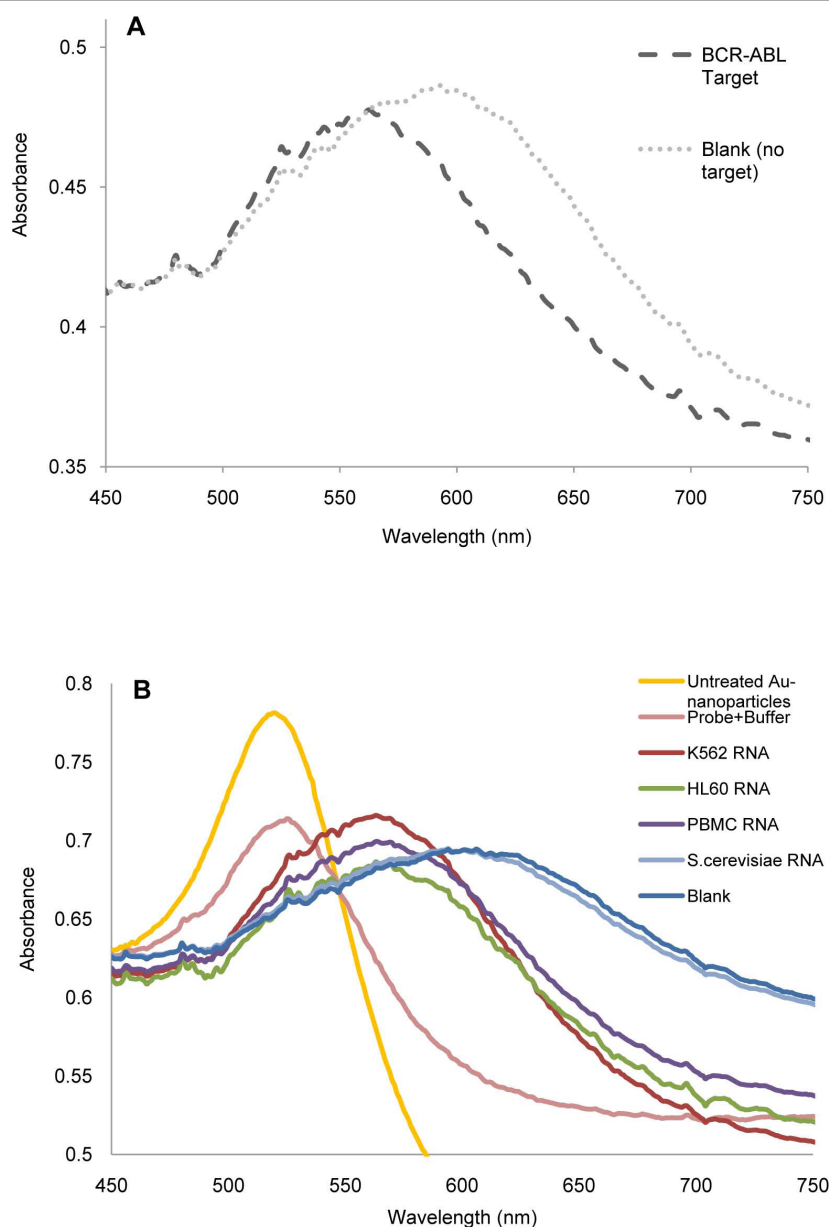 A
0.5
0.45
0.4
0.35
Absorbance
BCR-ABL
Target
Blank (no
target)
450 500 550 600 650 700 750
Wavelength (nm)
B
0.8
0.75
0.7
0.65
0.6
0.55
0.5
Absorbance
Untreated Au-
nanoparticles
Probe+Buffer
K562 RNA
HL60 RNA
PBMC RNA
S.cerevisiae RNA
Blank
450 500 550 600 650 700 750
Wavelength (nm)